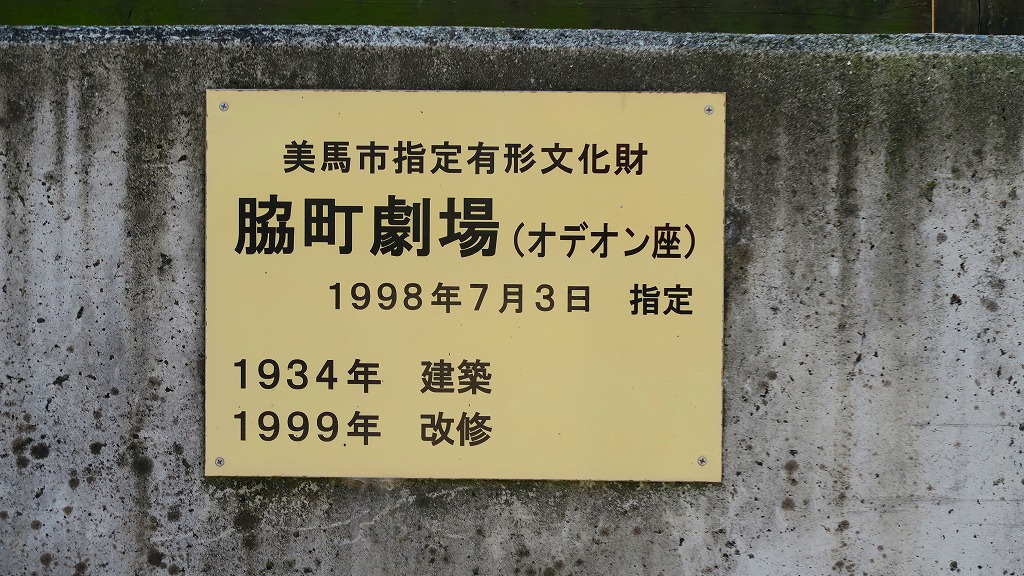 美馬市指定有形文化財
脇町劇場(オデオン座)
1998年7月3日　指定
1934年　建築
1999年　改修